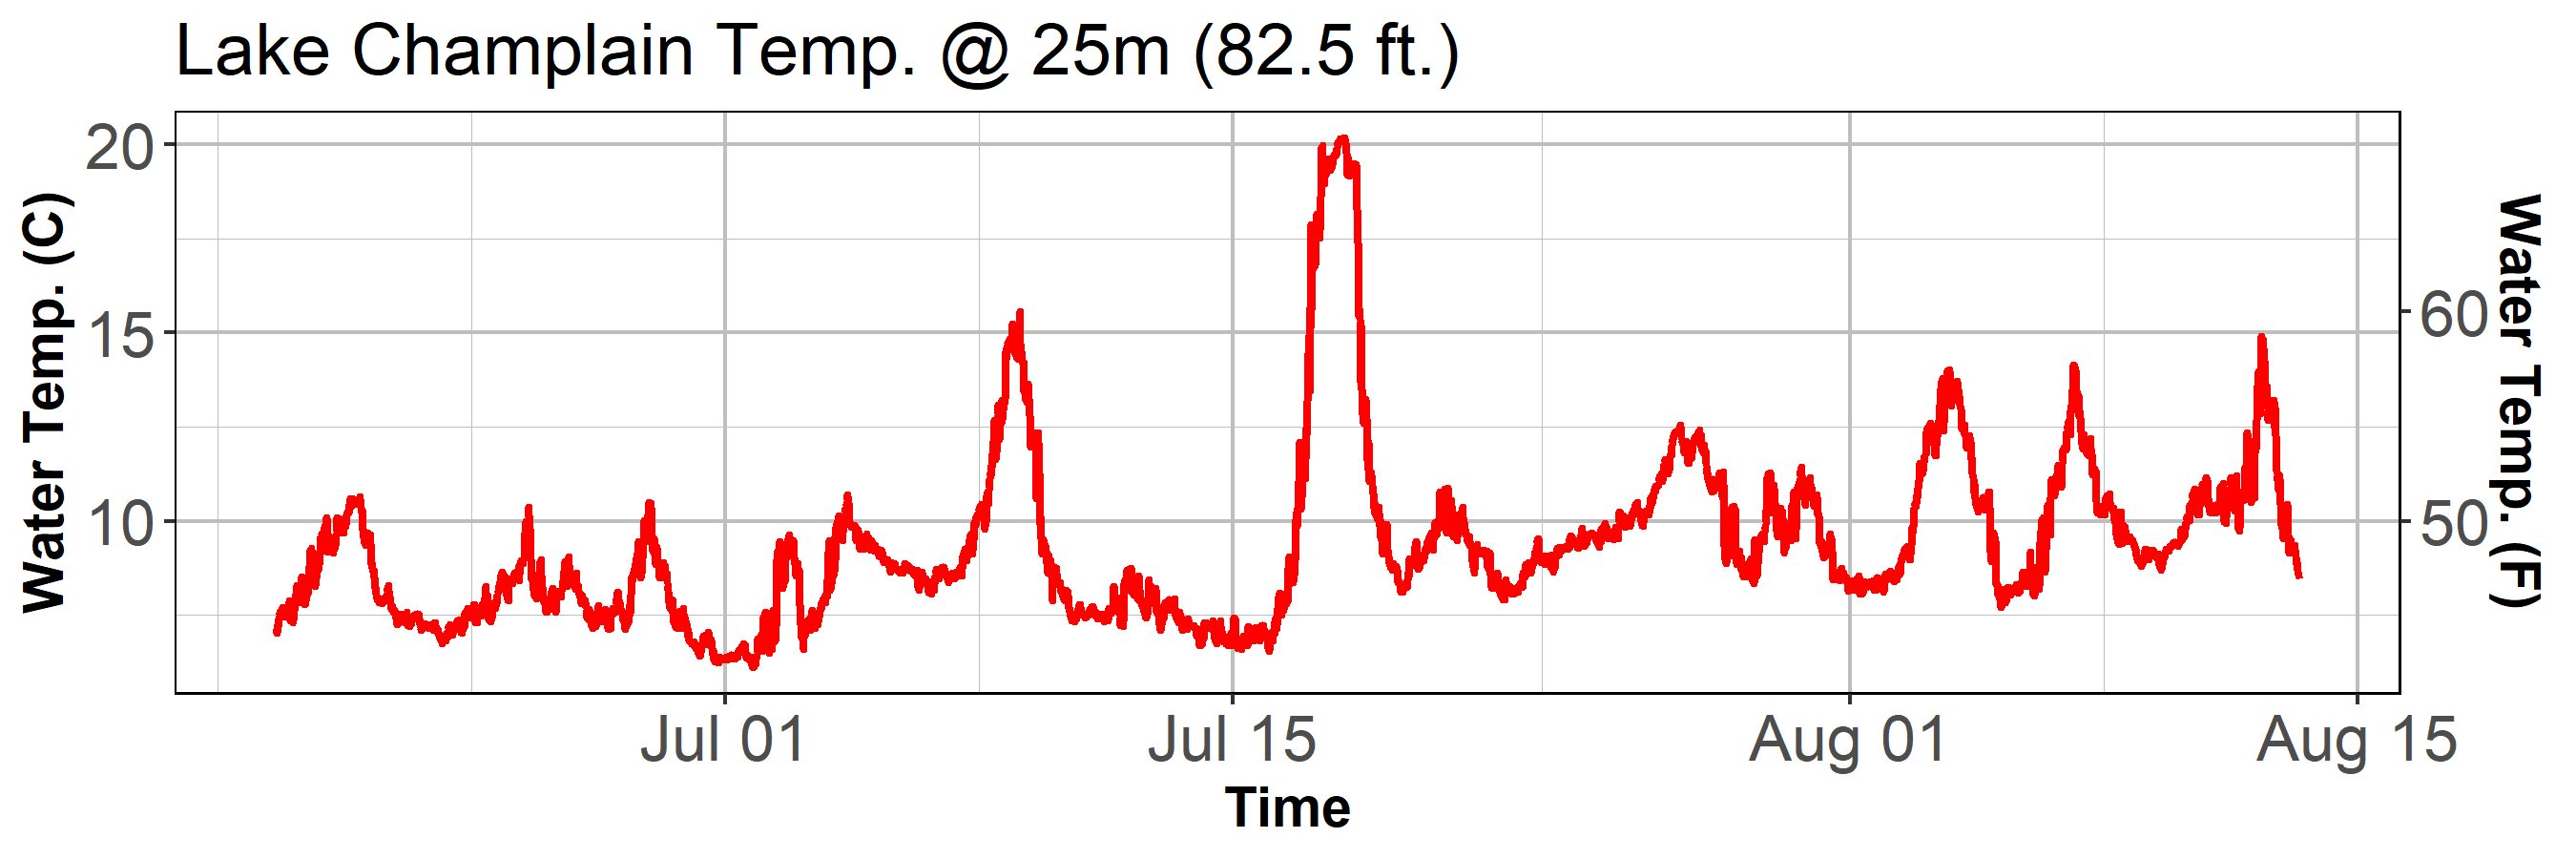 Lake Champlain Temp. @ 25m (82.5 ft.)
Water Temp. (C)
20
15
10
60
50
Water Temp. (F)
Jul 01
Jul 15
Aug 01
Aug 15
Time